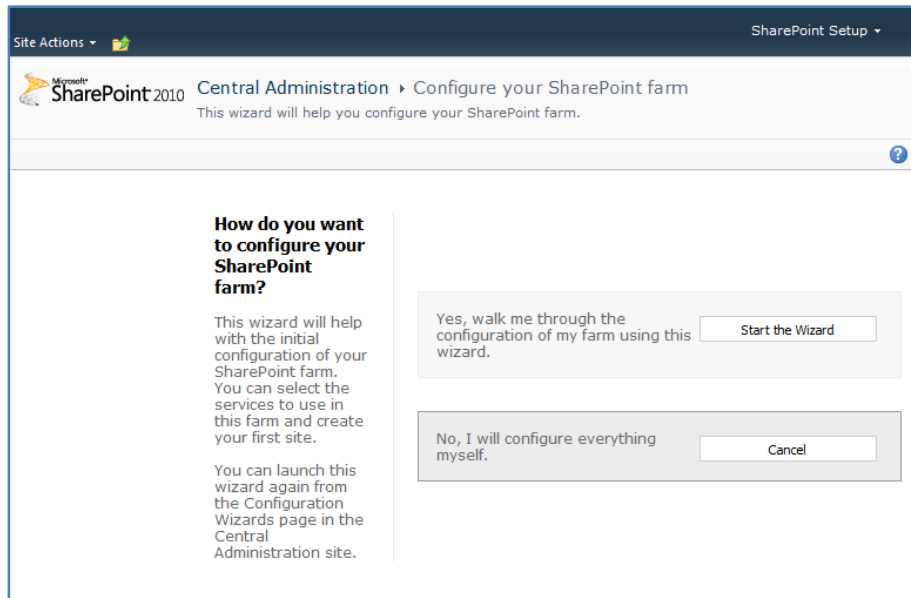 SharePoint Setup
Site Actions
Microsoft®
SharePoint 2010
Central Administration ▸ Configure your SharePoint farm
This wizard will help you configure your SharePoint farm.
?
How do you want
to configure your
SharePoint
farm?
This wizard will help
with the initial
configuration of your
SharePoint farm.
You can select the
services to use in
this farm and create
your first site.
You can launch this
wizard again from
the Configuration
Wizards page in the
Central
Administration site.
Yes, walk me through the
configuration of my farm using this
wizard.
Start the Wizard
No, I will configure everything
myself.
Cancel